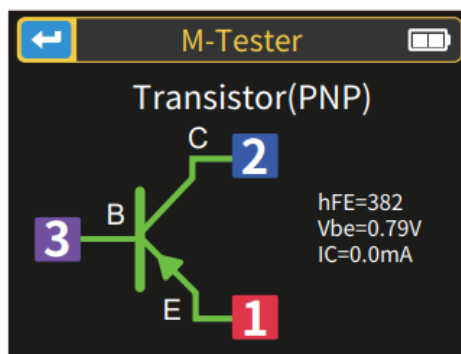 M-Tester
Transistor(PNP)
C
2
B
3
hFE=382
Vbe=0.79V
IC=0.0mA
E
1